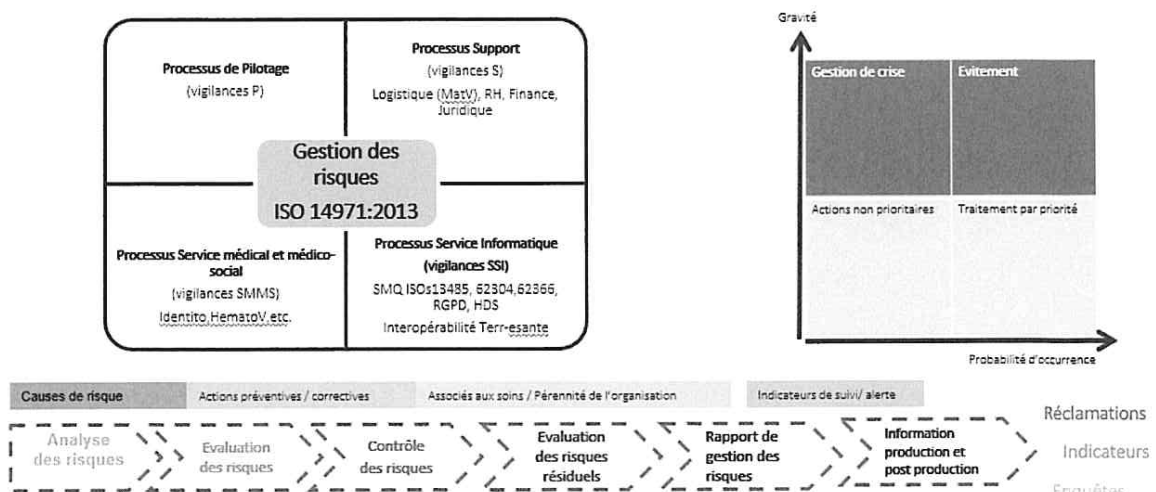 Processus de Pilotage
(vigilances P)
Processus Support
(vigilances S)
Logistique (MatV), RH, Finance,
Juridique
Gestion des
risques
ISO 14971:2013
Processus Service médical et médico-
social
(vigilances SMMS)
Identito,HematoV,etc.
Processus Service Informatique
(vigilances SSI)
SMQ ISOs13485, 62304,62366,
RGPD, HDS
Interopérabilité Terr-esante
Gravité
Gestion de crise
Evitement
Actions non prioritaires
Traitement par priorité
Probabilité d'occurrence
Causes de risque
Actions préventives / correctives
Associés aux soins / Pérennité de l'organisation
Indicateurs de suivi/ alerte
Analyse
des risques
Evaluation
des risques
Contrôle
des risques
Evaluation
des risques
résiduels
Rapport de
gestion des
risques
Information
production et
post production
Réclamations
Indicateurs
Enquêtes